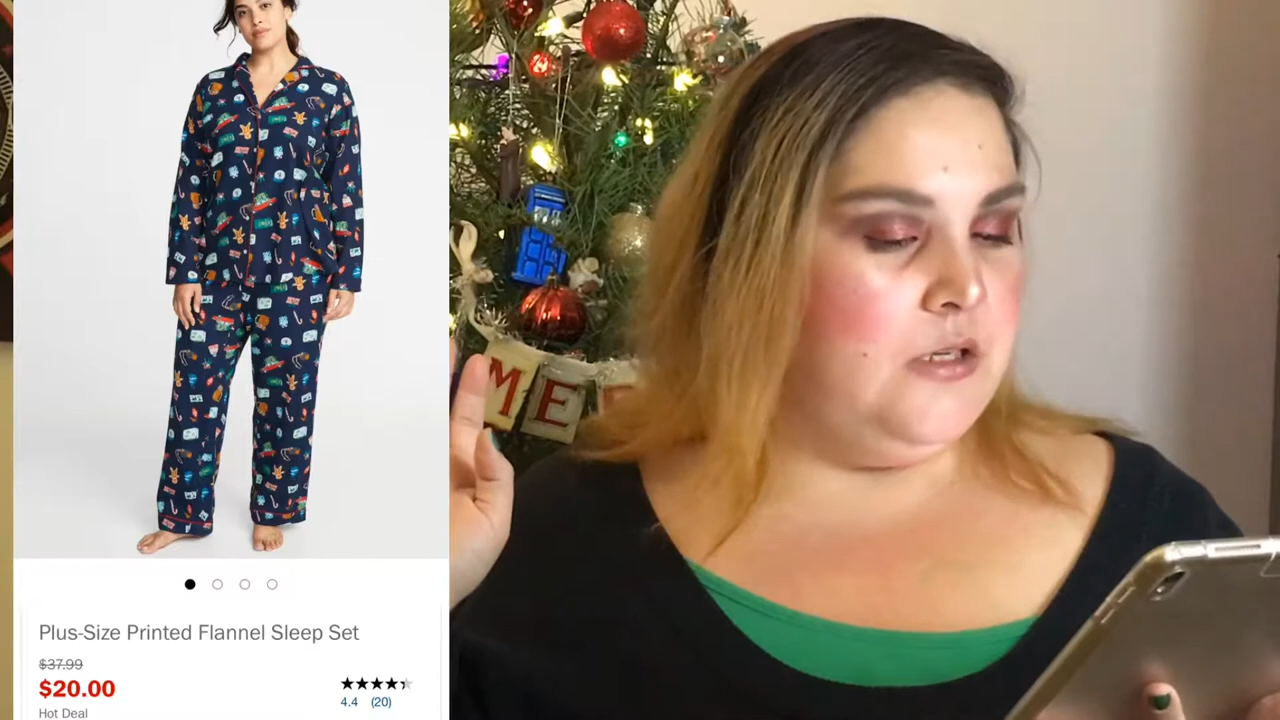 Plus-Size Printed Flannel Sleep Set
$37.99
$20.00
4.4 (20)
Hot Deal
ME